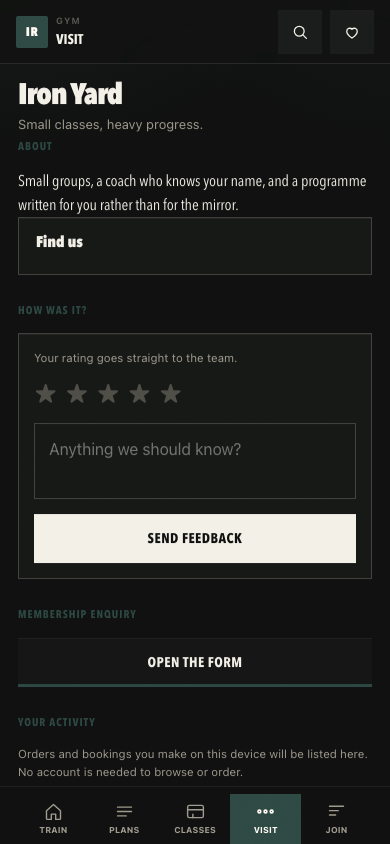 IR
GYM
VISIT
Iron Yard
Small classes, heavy progress.
ABOUT
Small groups, a coach who knows your name, and a programme
written for you rather than for the mirror.
Find us
HOW WAS IT?
Your rating goes straight to the team.
Anything we should know?
SEND FEEDBACK
MEMBERSHIP ENQUIRY
OPEN THE FORM
YOUR ACTIVITY
Orders and bookings you make on this device will be listed here.
No account is needed to browse or order.
TRAIN
PLANS
CLASSES
VISIT
JOIN